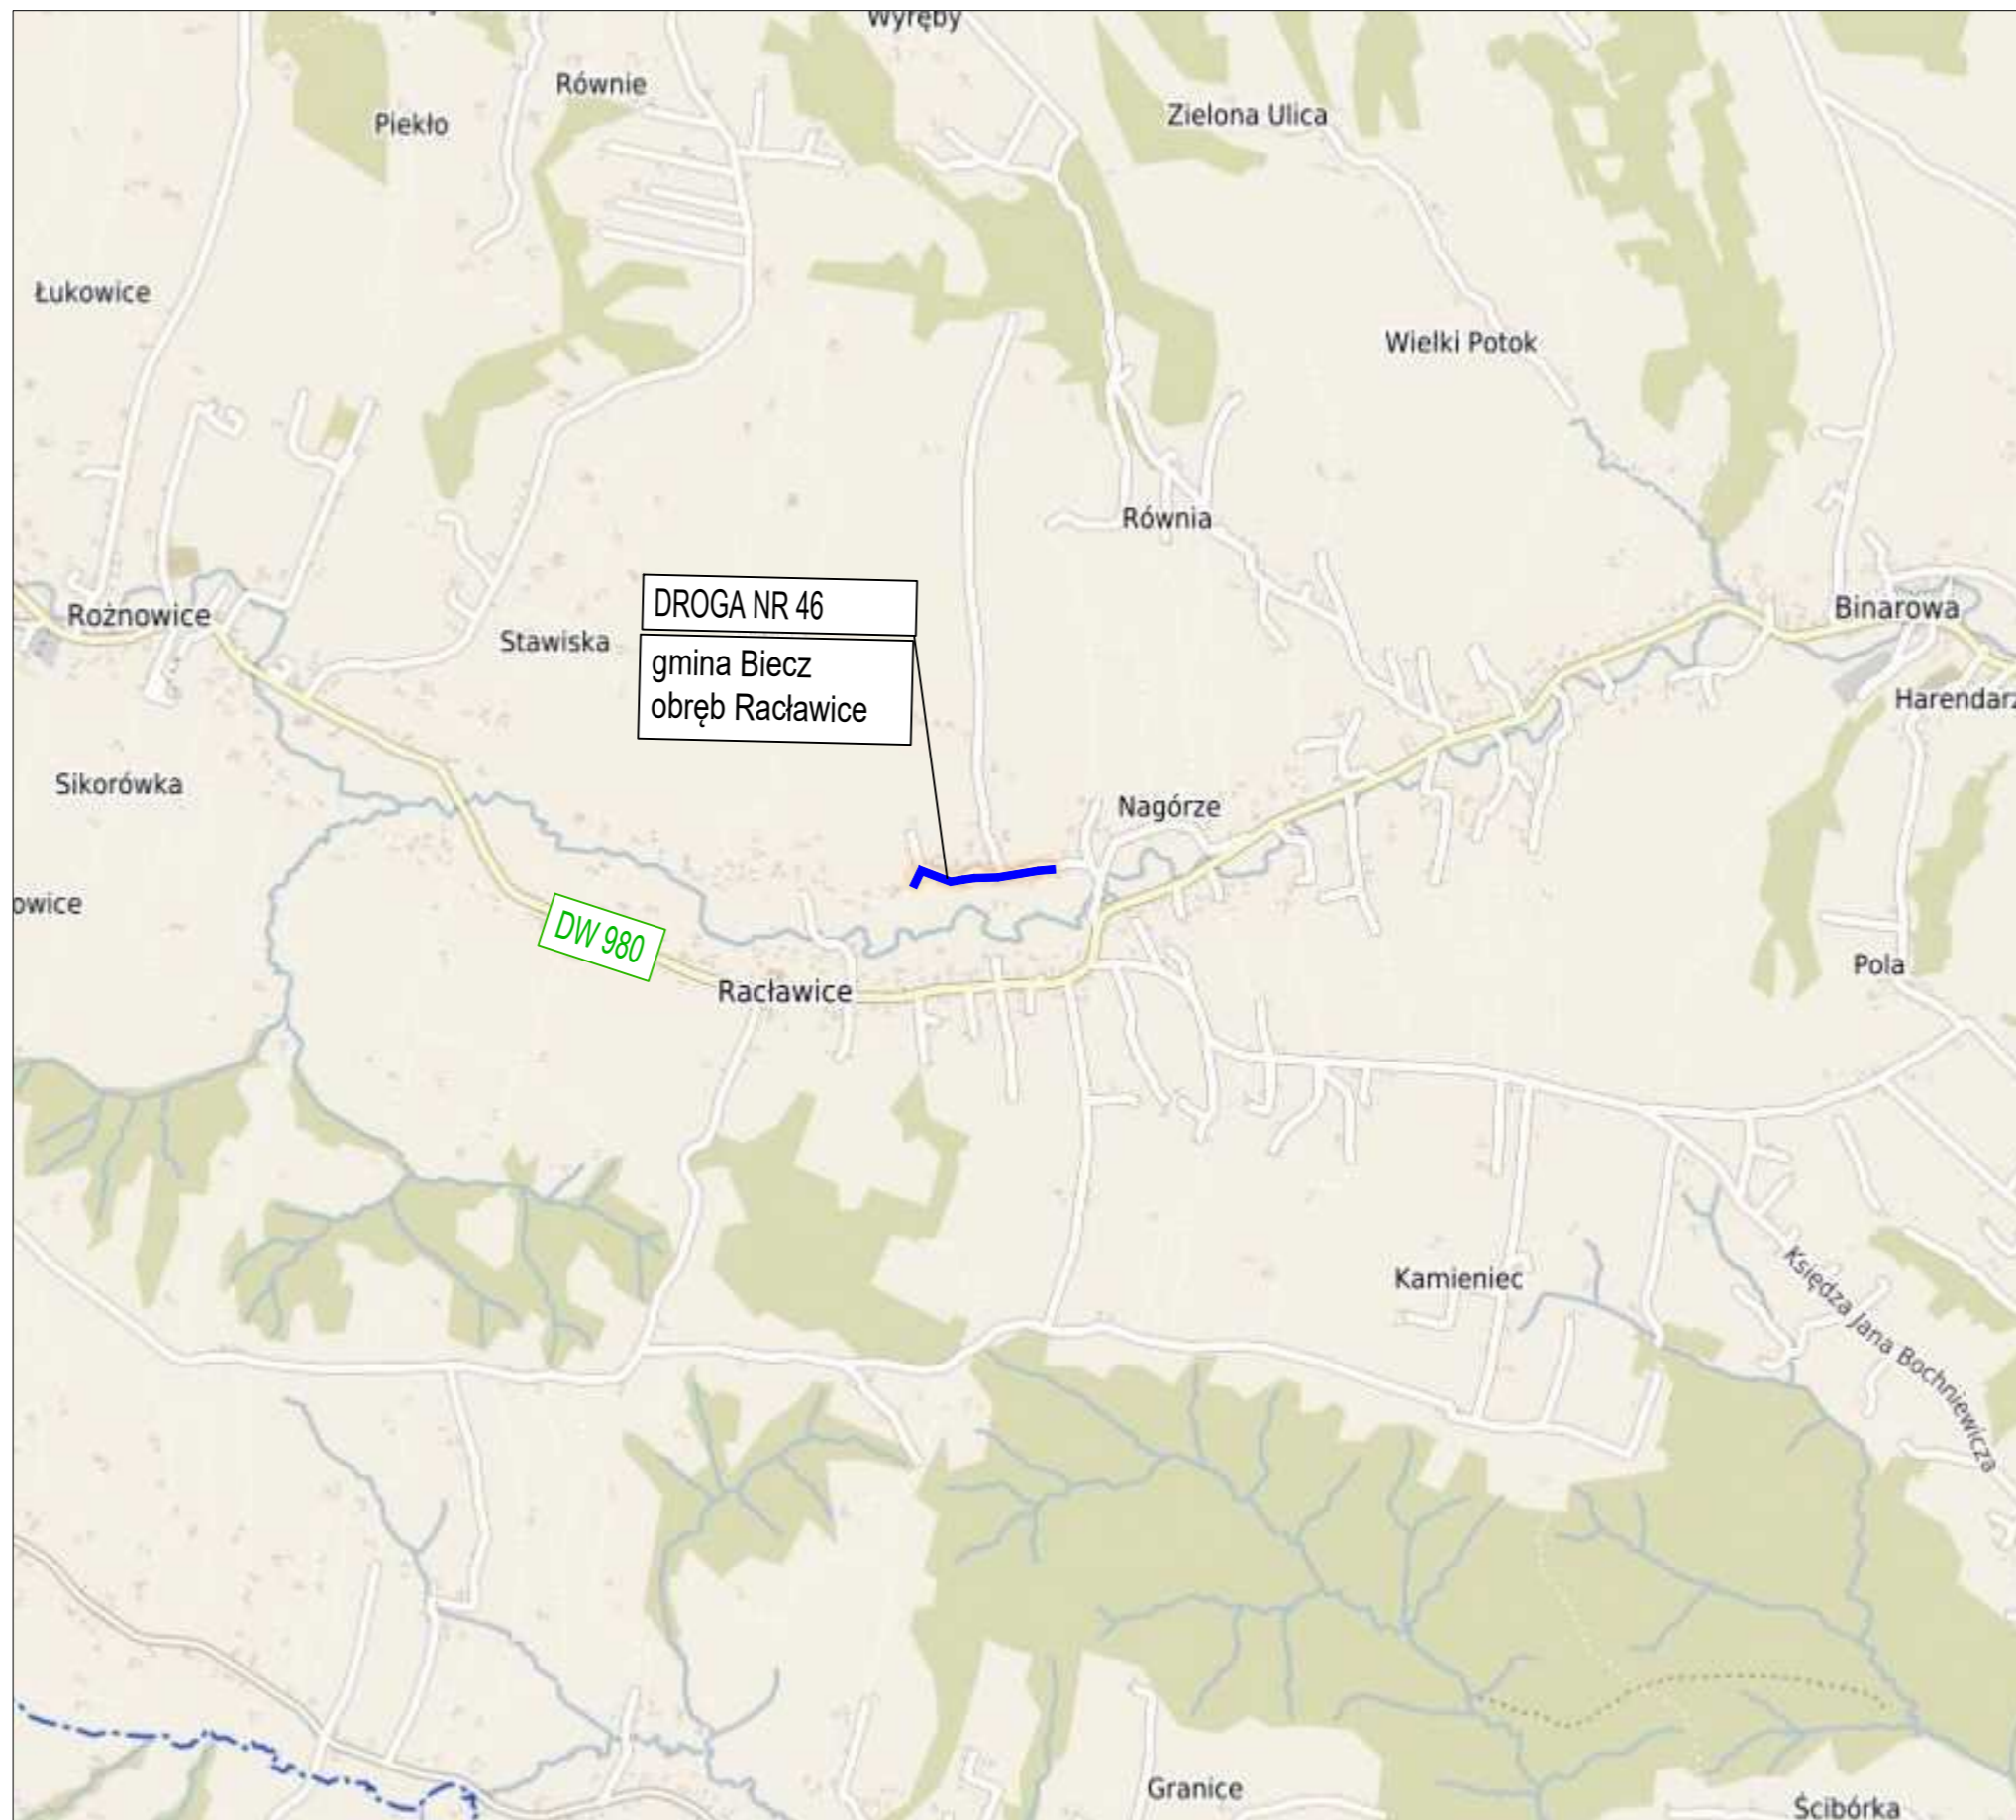 Wyręby
Równie
Piekło
Zielona Ulica
Łukowice
Wielki Potok
Równia
DROGA NR 46
gmina Biecz
obręb Racławice
Rożnowice
Stawiska
Binarowa
Harendarz
Sikorówka
Nagórze
owice
DW 980
Racławice
Pola
Kamieniec
Księdza Jana Bochniewicza
Granice
Ścibórka